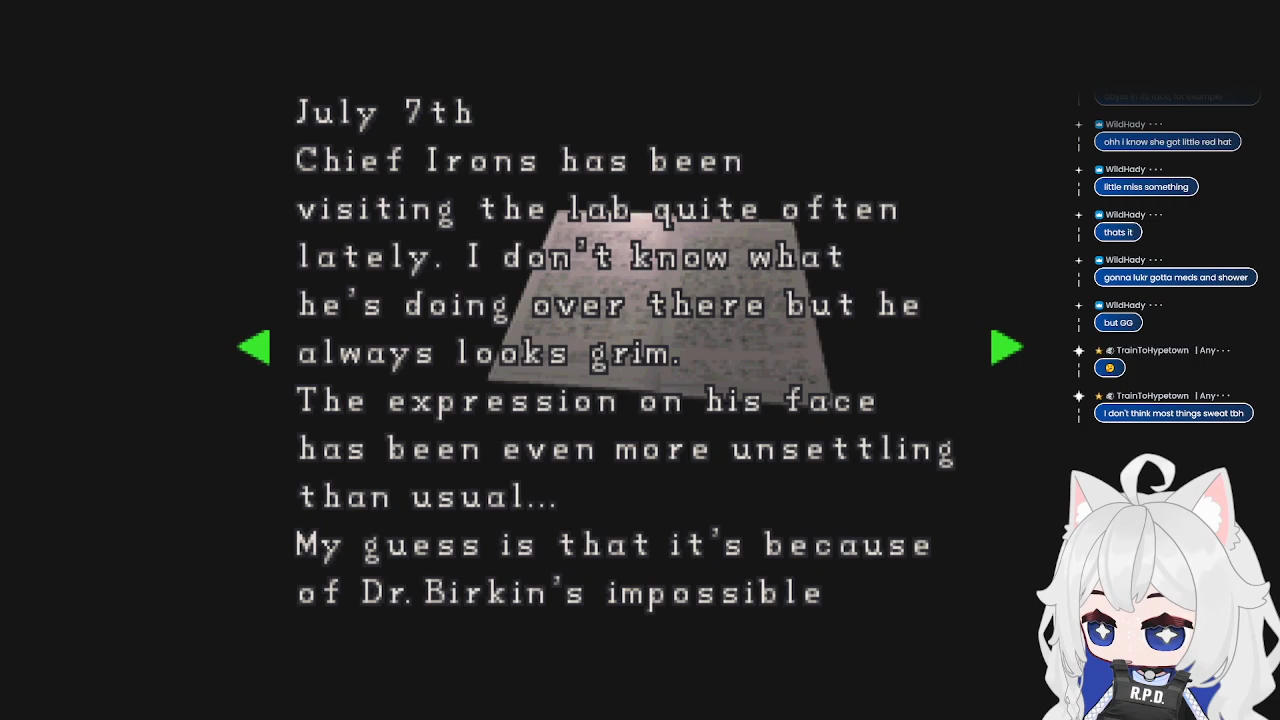 July 7th
Chief Irons has been
visiting the lab quite often
lately. I don't know what
he's doing over there but he
always looks grim.
The expression on his face
has been even more unsettling
than usual...
My guess is that it's because
of Dr. Birkin's impossible
WildHady
ohh i know she got little red hat
WildHady
little miss something
WildHady
thats it
WildHady
gonna lukr gotta meds and shower
WildHady
but GG
TrainToHypetown | Any···
TrainToHypetown | Any···
I don't think most things sweat tbh
R.P.D.